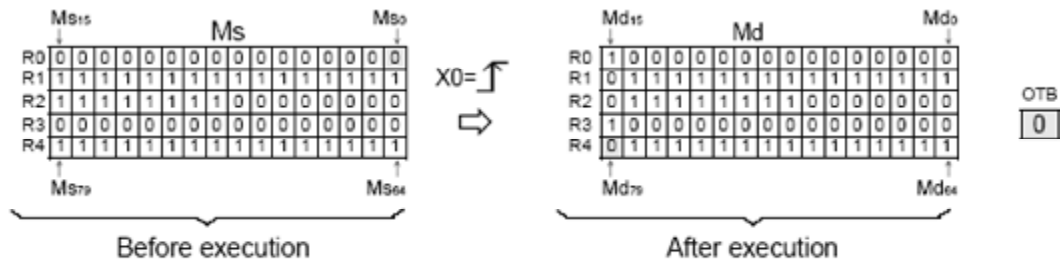 Ms15 Ms Ms0
R0 0 0 0 0 0 0 0 0 0 0 0 0 0 0 0 0
R1 1 1 1 1 1 1 1 1 1 1 1 1 1 1 1 1
R2 1 1 1 1 1 1 1 1 0 0 0 0 0 0 0 0
R3 0 0 0 0 0 0 0 0 0 0 0 0 0 0 0 0
R4 1 1 1 1 1 1 1 1 1 1 1 1 1 1 1 1
Ms79 Ms64
Before execution
X0=
Md15 Md Md0
R0 1 0 0 0 0 0 0 0 0 0 0 0 0 0 0 0
R1 0 1 1 1 1 1 1 1 1 1 1 1 1 1 1 1
R2 0 1 1 1 1 1 1 1 1 0 0 0 0 0 0 0
R3 1 0 0 0 0 0 0 0 0 0 0 0 0 0 0 0
R4 0 1 1 1 1 1 1 1 1 1 1 1 1 1 1 1
Md79 Md64
After execution
OTB
0